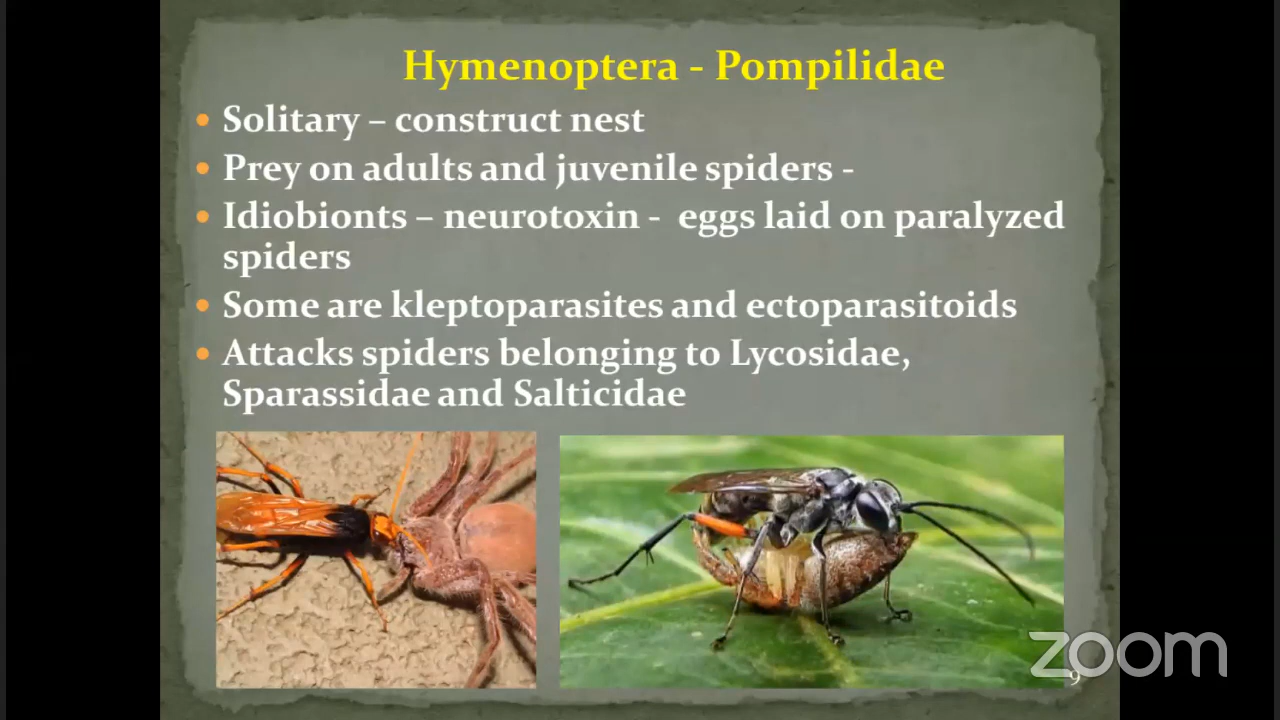 Hymenoptera - Pompilidae
• Solitary – construct nest
• Prey on adults and juvenile spiders -
• Idiobionts – neurotoxin -  eggs laid on paralyzed
spiders
• Some are kleptoparasites and ectoparasitoids
• Attacks spiders belonging to Lycosidae,
Sparassidae and Salticidae
zoom
9